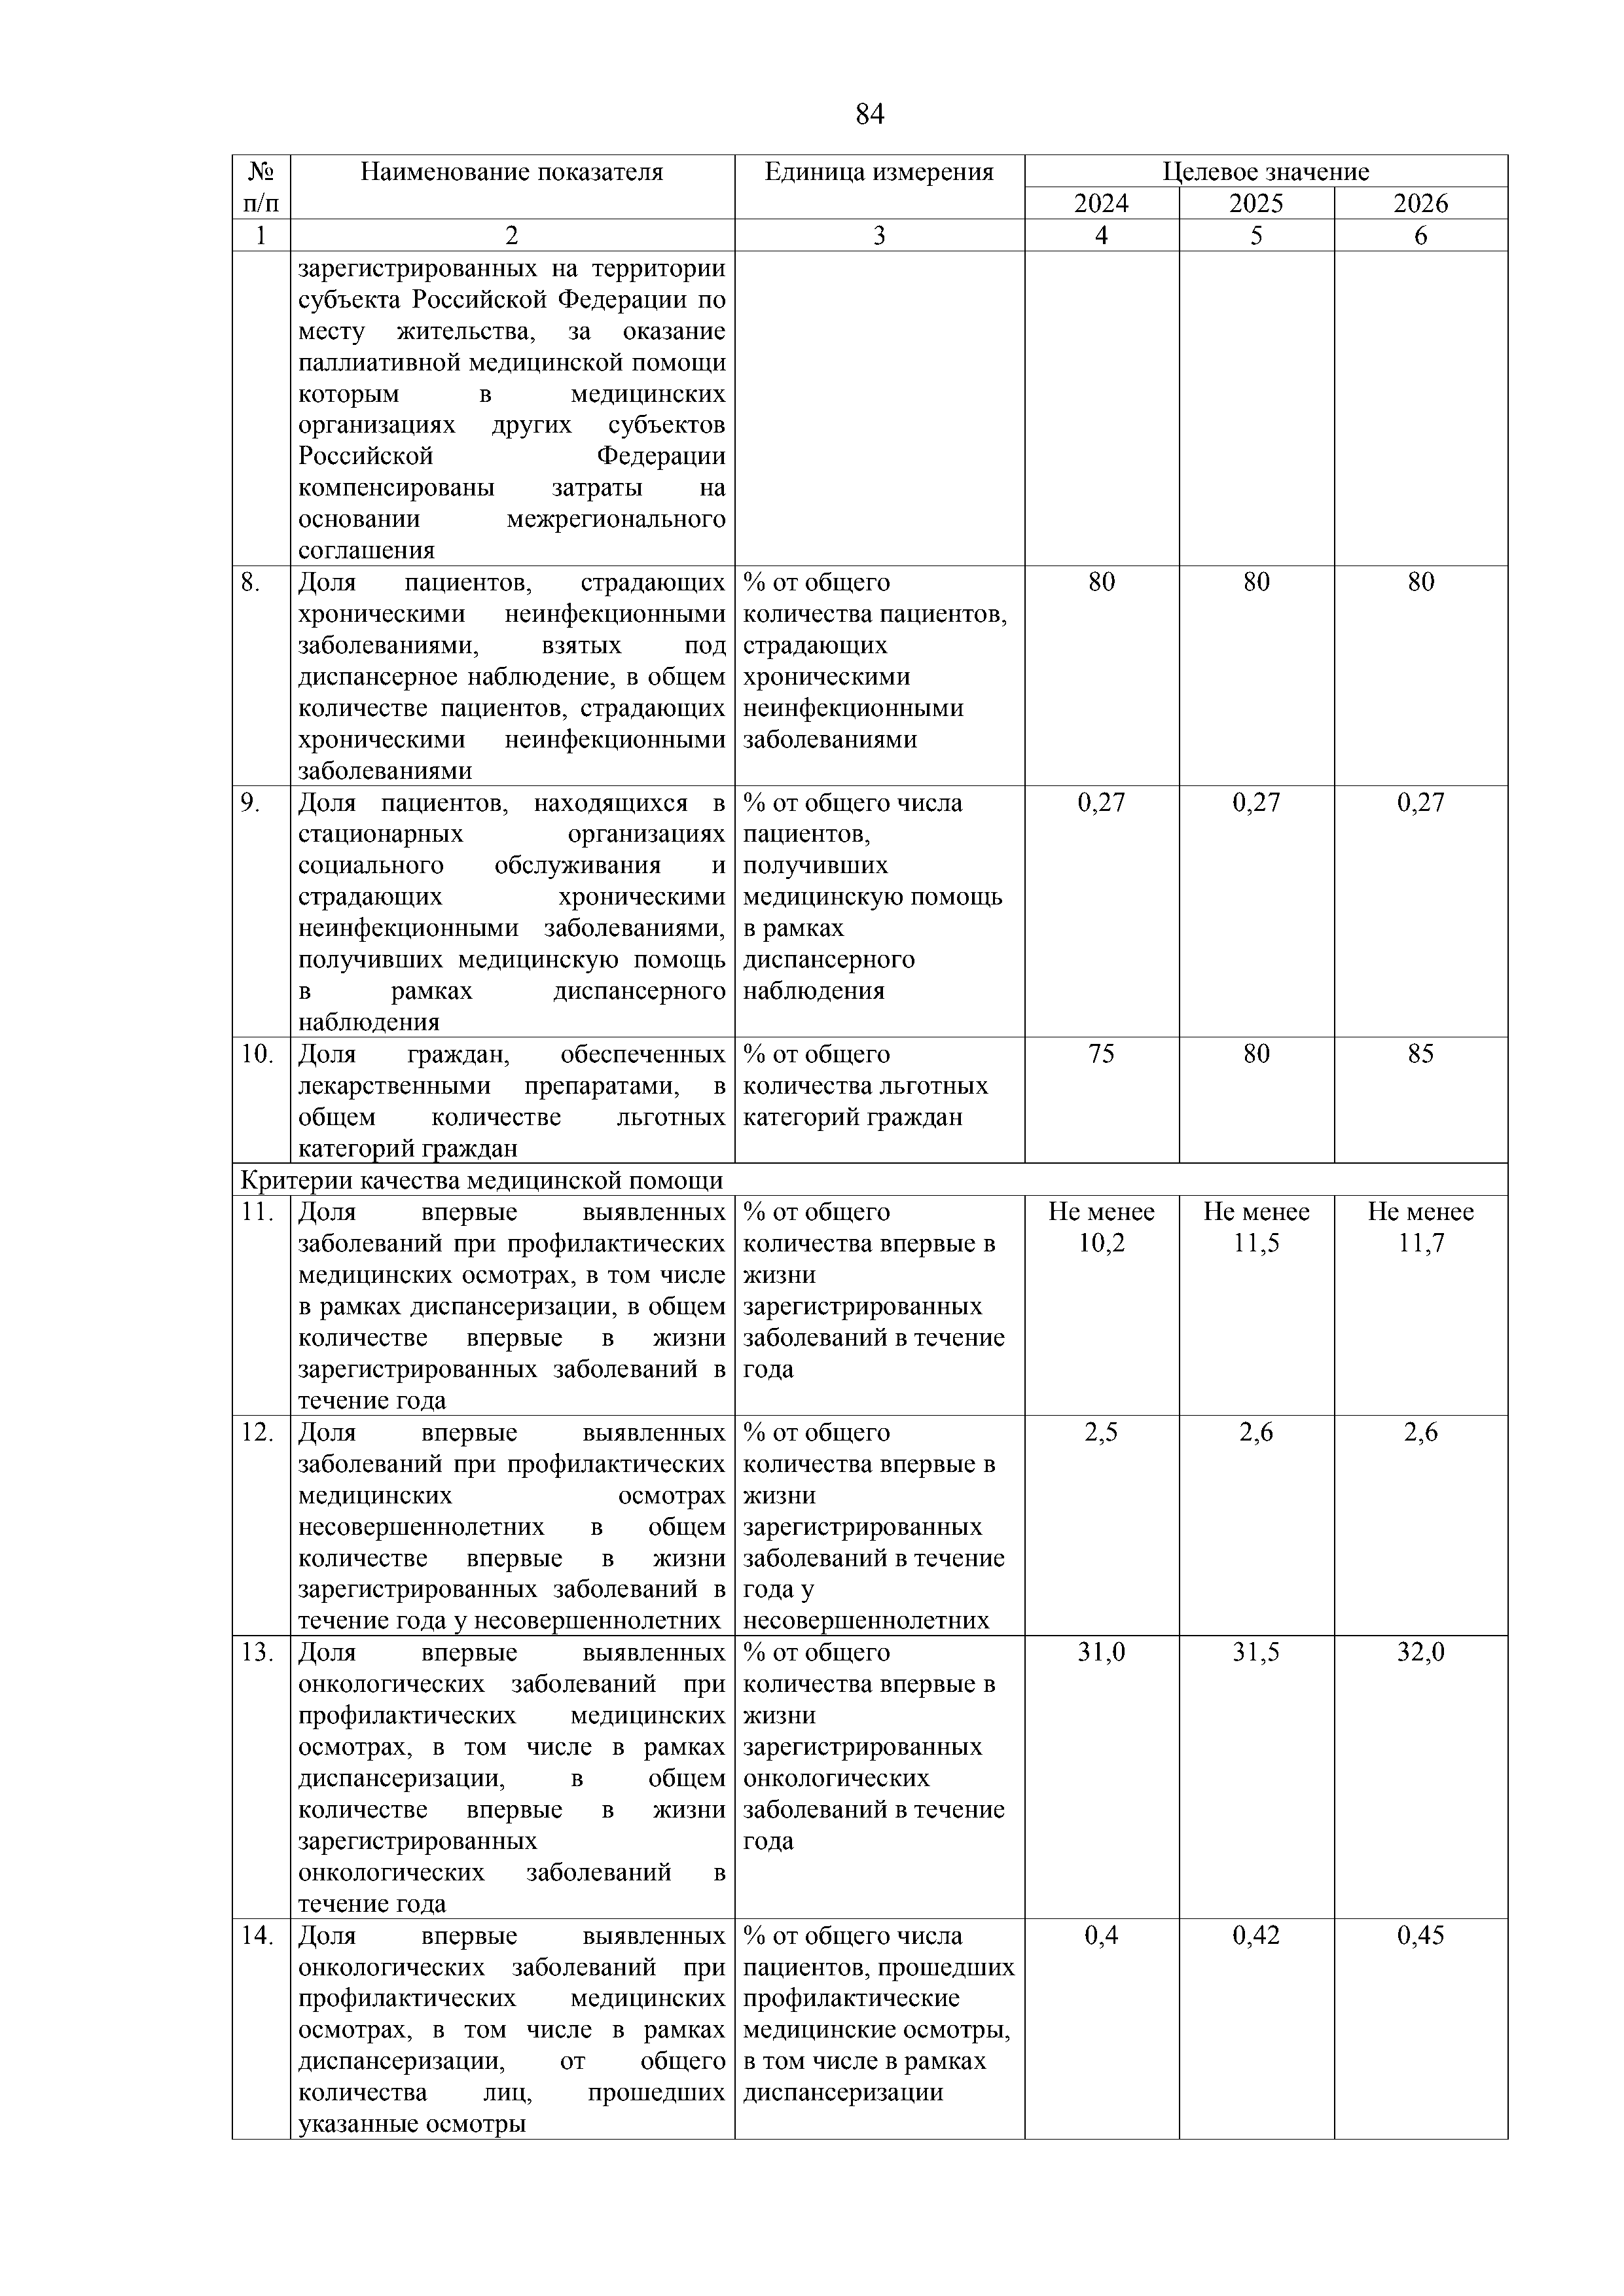 84
№ п/п Наименование показателя Единица измерения Целевое значение
2024 2025 2026
1 2 3 4 5 6
зарегистрированных на территории
субъекта Российской Федерации по
месту жительства, за оказание
паллиативной медицинской помощи
которым в медицинских
организациях других субъектов
Российской Федерации
компенсированы затраты на
основании межрегионального
соглашения
8. Доля пациентов, страдающих % от общего 80 80 80
хроническими неинфекционными количества пациентов,
заболеваниями, взятых под страдающих
диспансерное наблюдение, в общем хроническими
количестве пациентов, страдающих неинфекционными
хроническими неинфекционными заболеваниями
заболеваниями
9. Доля пациентов, находящихся в % от общего числа 0,27 0,27 0,27
стационарных организациях пациентов,
социального обслуживания и получивших
страдающих хроническими медицинскую помощь
неинфекционными заболеваниями, в рамках
получивших медицинскую помощь диспансерного
в рамках диспансерного наблюдения
наблюдения
10. Доля граждан, обеспеченных % от общего 75 80 85
лекарственными препаратами, в количества льготных
общем количестве льготных категорий граждан
категорий граждан
Критерии качества медицинской помощи
11. Доля впервые выявленных % от общего Не менее Не менее Не менее
заболеваний при профилактических количества впервые в 10,2 11,5 11,7
медицинских осмотрах, в том числе жизни
в рамках диспансеризации, в общем зарегистрированных
количестве впервые в жизни заболеваний в течение
зарегистрированных заболеваний в года
течение года
12. Доля впервые выявленных % от общего 2,5 2,6 2,6
заболеваний при профилактических количества впервые в
медицинских осмотрах жизни
несовершеннолетних в общем зарегистрированных
количестве впервые в жизни заболеваний в течение
зарегистрированных заболеваний в года у
течение года у несовершеннолетних несовершеннолетних
13. Доля впервые выявленных % от общего 31,0 31,5 32,0
онкологических заболеваний при количества впервые в
профилактических медицинских жизни
осмотрах, в том числе в рамках зарегистрированных
диспансеризации, в общем онкологических
количестве впервые в жизни заболеваний в течение
зарегистрированных года
онкологических заболеваний в
течение года
14. Доля впервые выявленных % от общего числа 0,4 0,42 0,45
онкологических заболеваний при пациентов, прошедших
профилактических медицинских профилактические
осмотрах, в том числе в рамках медицинские осмотры,
диспансеризации, от общего в том числе в рамках
количества лиц, прошедших диспансеризации
указанные осмотры